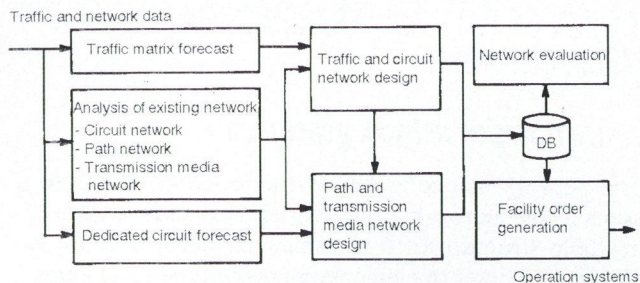 Traffic and network data
Traffic matrix forecast
Analysis of existing network
- Circuit network
- Path network
- Transmission media
network
Dedicated circuit forecast
Traffic and circuit
network design
Path and
transmission
media network
design
Network evaluation
DB
Facility order
generation
Operation systems